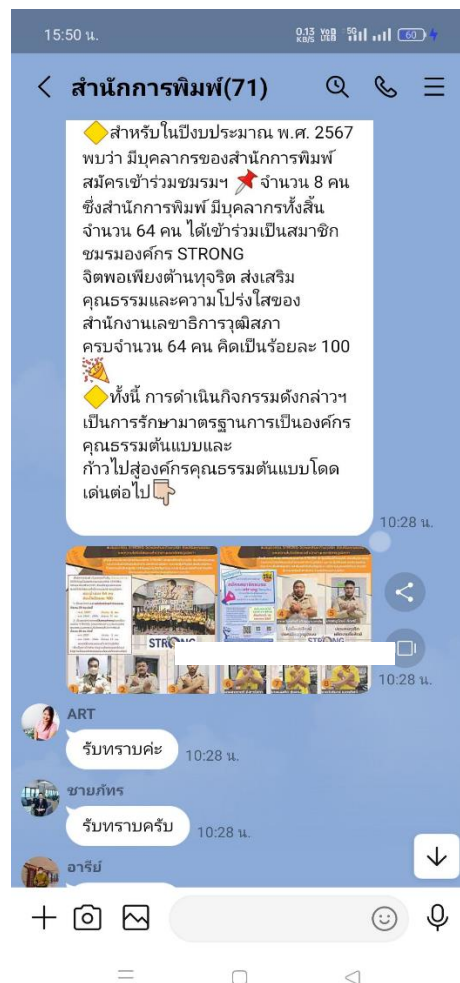 15:50 น.
0.13 KB/S
5G
60
สำนักการพิมพ์(71)
สำหรับในปีงบประมาณ พ.ศ. 2567
พบว่า มีบุคลากรของสำนักการพิมพ์
สมัครเข้าร่วมชมรมฯ 📌 จำนวน 8 คน
ซึ่งสำนักการพิมพ์ มีบุคลากรทั้งสิ้น
จำนวน 64 คน ได้เข้าร่วมเป็นสมาชิก
ชมรมองค์กร STRONG
จิตพอเพียงต้านทุจริต ส่งเสริม
คุณธรรมและความโปร่งใสของ
สำนักงานเลขาธิการวุฒิสภา
ครบจำนวน 64 คน คิดเป็นร้อยละ 100
ทั้งนี้ การดำเนินกิจกรรมดังกล่าวฯ
เป็นการรักษามาตรฐานการเป็นองค์กร
คุณธรรมต้นแบบและ
ก้าวไปสู่องค์กรคุณธรรมต้นแบบโดด
เด่นต่อไป
10:28 น.
STRONG
STRONG
10:28 น.
ART
รับทราบค่ะ
10:28 น.
ชายภัทร
รับทราบครับ
10:28 น.
อารีย์